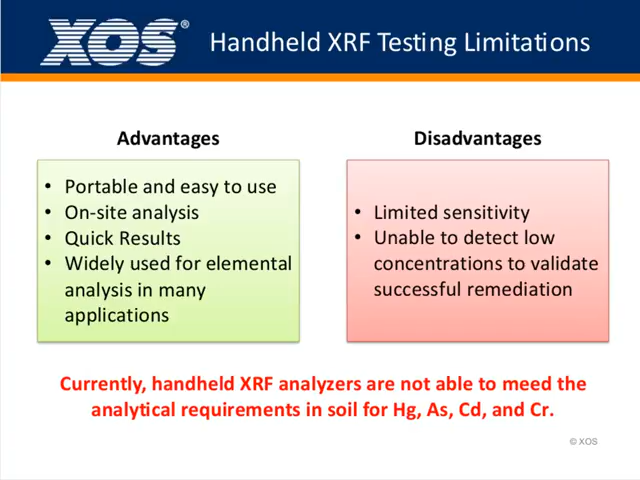 XOS®
Handheld XRF Testing Limitations
Advantages
• Portable and easy to use
• On-site analysis
• Quick Results
• Widely used for elemental
analysis in many
applications
Disadvantages
• Limited sensitivity
• Unable to detect low
concentrations to validate
successful remediation
Currently, handheld XRF analyzers are not able to meed the
analytical requirements in soil for Hg, As, Cd, and Cr.
© XOS